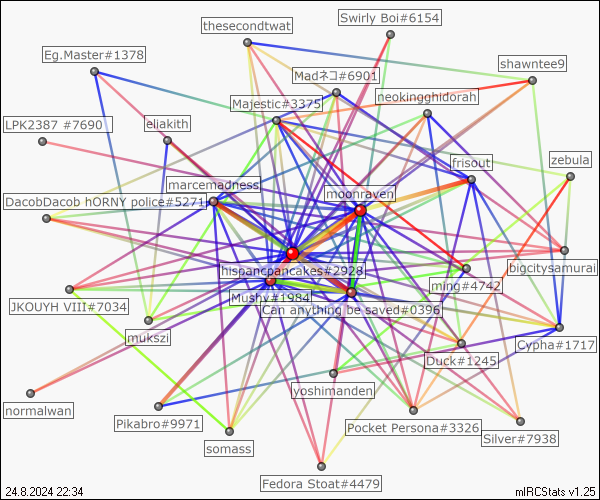 Swirly Boi#6154
thesecondtwat
Eg.Master#1378
shawntee9
Madネコ#6901
neokingghidorah
Majestic#3375
LPK2387 #7690
eliakith
zebula
frisout
marcemadness
moonraven
DacobDacob hORNY police#5271
bigcitysamurai
hispancpancakes#2928
ming#4742
Mushy#1984
JKOUYH VIII#7034
Can anything be saved#0396
mukszi
Cypha#1717
Duck#1245
yoshimanden
normalwan
Pikabro#9971
Pocket Persona#3326
Silver#7938
somass
Fedora Stoat#4479
24.8.2024 22:34
mIRCStats v1.25